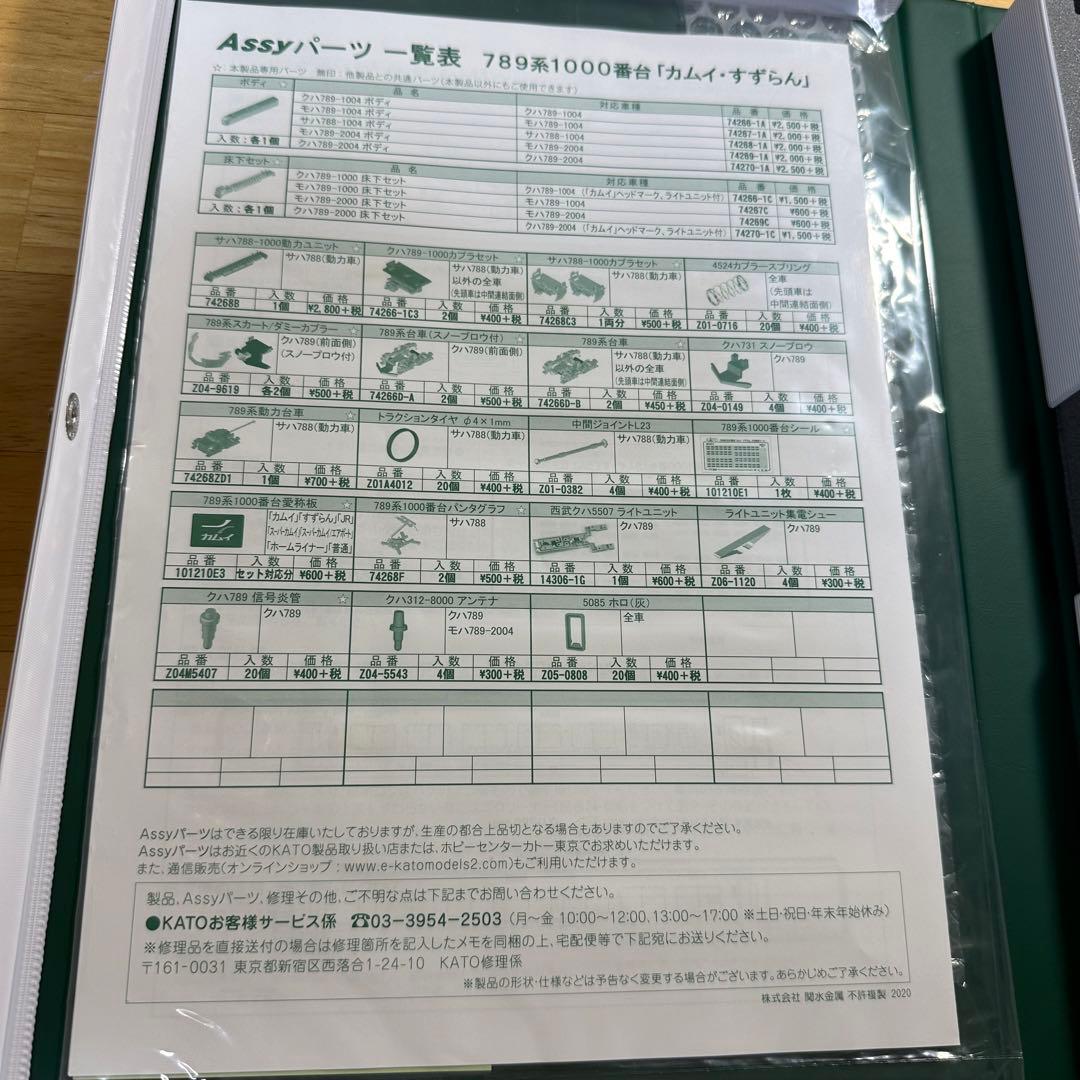 Assyパーツ 一覧表 789系1000番台「カムイ・すずらん」
☆:本製品専用パーツ 無印:他製品との共通パーツ(本製品以外にもご使用できます)
ボディ ☆ 品 名 対応車種 品 番 価 格
クハ789-1004 ボディ クハ789-1004 74266-1A ¥2,500+税
モハ789-1004 ボディ モハ789-1004 74267-1A ¥2,000+税
サハ788-1004 ボディ サハ788-1004 74268-1A ¥2,000+税
モハ789-2004 ボディ モハ789-2004 74269-1A ¥2,000+税
クハ789-2004 ボディ クハ789-2004 74270-1A ¥2,500+税
入数:各1個
床下セット ☆ 品 名 対応車種 品 番 価 格
クハ789-1000 床下セット クハ789-1004 (「カムイ」ヘッドマーク、ライトユニット付) 74266-1C ¥1,500+税
モハ789-1000 床下セット モハ789-1004 74267C ¥600+税
モハ789-2000 床下セット モハ789-2004 74269C ¥600+税
クハ789-2000 床下セット クハ789-2004 (「カムイ」ヘッドマーク、ライトユニット付) 74270-1C ¥1,500+税
入数:各1個
サハ788-1000動力ユニット ☆ クハ789-1000カプラセット ☆ サハ788-1000カプラセット ☆ 4524カプラースプリング
サハ788(動力車) サハ788(動力車) サハ788(動力車) 全車
以外の全車 (先頭車は
(先頭車は中間連結面側) 中間連結面側)
品 番 入 数 価 格 品 番 入 数 価 格 品 番 入 数 価 格 品 番 入 数 価 格
74268B 1個 ¥2,800+税 74266-1C3 2個 ¥400+税 74268C3 1両分 ¥500+税 Z01-0716 20個 ¥400+税
789系スカート/ダミーカプラー ☆ 789系台車(スノープロウ付) ☆ 789系台車 ☆ クハ731 スノープロウ
クハ789(前面側) クハ789(前面側) サハ788(動力車) クハ789
(スノープロウ付) 以外の全車
(先頭車は中間連結面側)
品 番 入 数 価 格 品 番 入 数 価 格 品 番 入 数 価 格 品 番 入 数 価 格
Z04-9619 各2個 ¥500+税 74266D-A 2個 ¥500+税 74266D-B 2個 ¥450+税 Z04-0149 4個 ¥400+税
789系動力台車 ☆ トラクションタイヤ φ4×1mm 中間ジョイントL23 789系1000番台シール ☆
サハ788(動力車) サハ788(動力車) サハ788(動力車)
品 番 入 数 価 格 品 番 入 数 価 格 品 番 入 数 価 格 品 番 入 数 価 格
74268ZD1 1個 ¥700+税 Z01A4012 20個 ¥400+税 Z01-0382 4個 ¥400+税 101210E1 1枚 ¥400+税
789系1000番台愛称板 ☆ 789系1000番台パンタグラフ ☆ 西武クハ5507 ライトユニット ライトユニット集電シュー
カムイ 「カムイ」「すずらん」「JR」 サハ788 クハ789 クハ789
「スーパーカムイ」「スーパーカムイ/エアポート」
「ホームライナー」「普通」
品 番 入 数 価 格 品 番 入 数 価 格 品 番 入 数 価 格 品 番 入 数 価 格
101210E3 セット対応分 ¥600+税 74268F 2個 ¥500+税 14306-1G 1個 ¥600+税 Z06-1120 4個 ¥300+税
クハ789 信号炎管 ☆ クハ312-8000 アンテナ 5085 ホロ(灰)
クハ789 クハ789 全車
モハ789-2004
品 番 入 数 価 格 品 番 入 数 価 格 品 番 入 数 価 格
Z04M5407 20個 ¥400+税 Z04-5543 4個 ¥300+税 Z05-0808 20個 ¥400+税
Assyパーツはできる限り在庫いたしておりますが、生産の都合上品切となる場合もありますのでご了承ください。
Assyパーツはお近くのKATO製品取り扱い店または、ホビーセンターカトー東京でお求めいただけます。
また、通信販売(オンラインショップ:www.e-katomodels2.com)もご利用いただけます。
製品、Assyパーツ、修理その他、ご不明な点は下記までお問い合わせください。
●KATOお客様サービス係 ☎03-3954-2503 (月~金 10:00~12:00、13:00~17:00 ※土日・祝日・年末年始休み)
※修理品を直接送付の場合は修理箇所を記入したメモを同梱の上、宅配便等で下記宛にお送りください。
〒161-0031 東京都新宿区西落合1-24-10 KATO修理係
※製品の形状・仕様などは予告なく変更する場合がございます。あらかじめご了承ください。
株式会社 関水金属 不許複製 2020